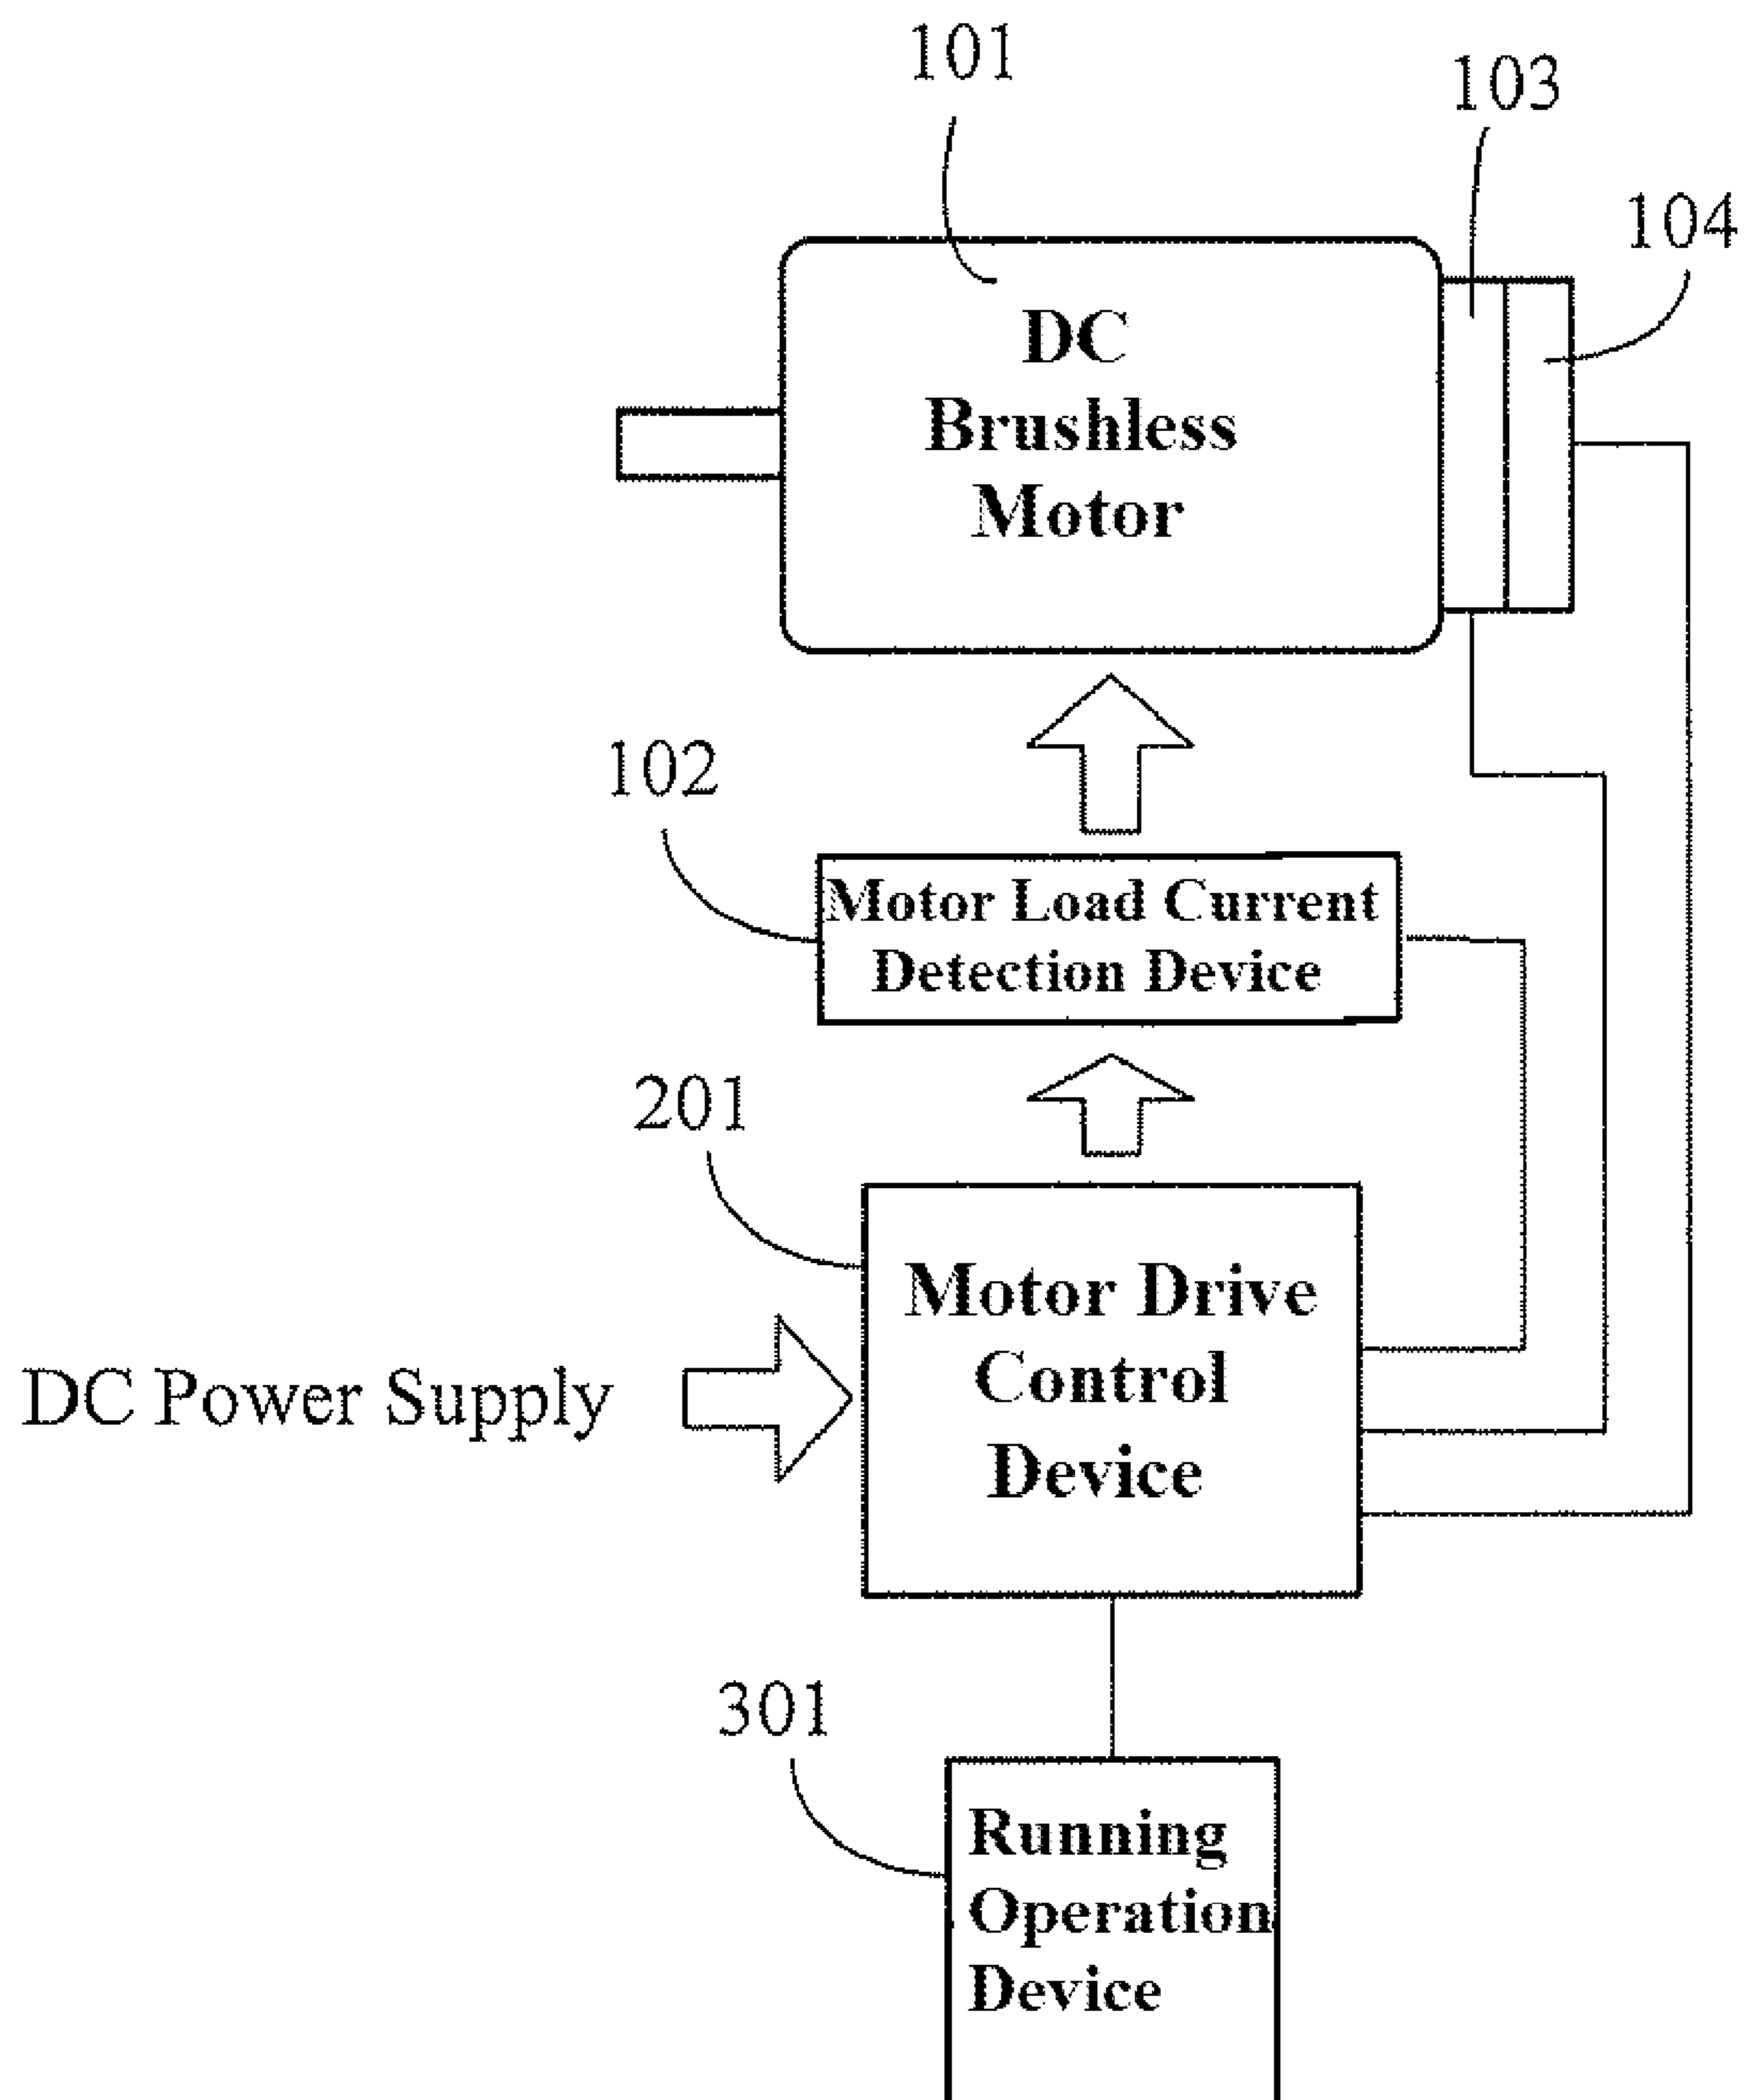 101
103
104
DC
Brushless
Motor
102
Motor Load Current
Detection Device
201
Motor Drive
Control
Device
DC Power Supply
301
Running
Operation
Device